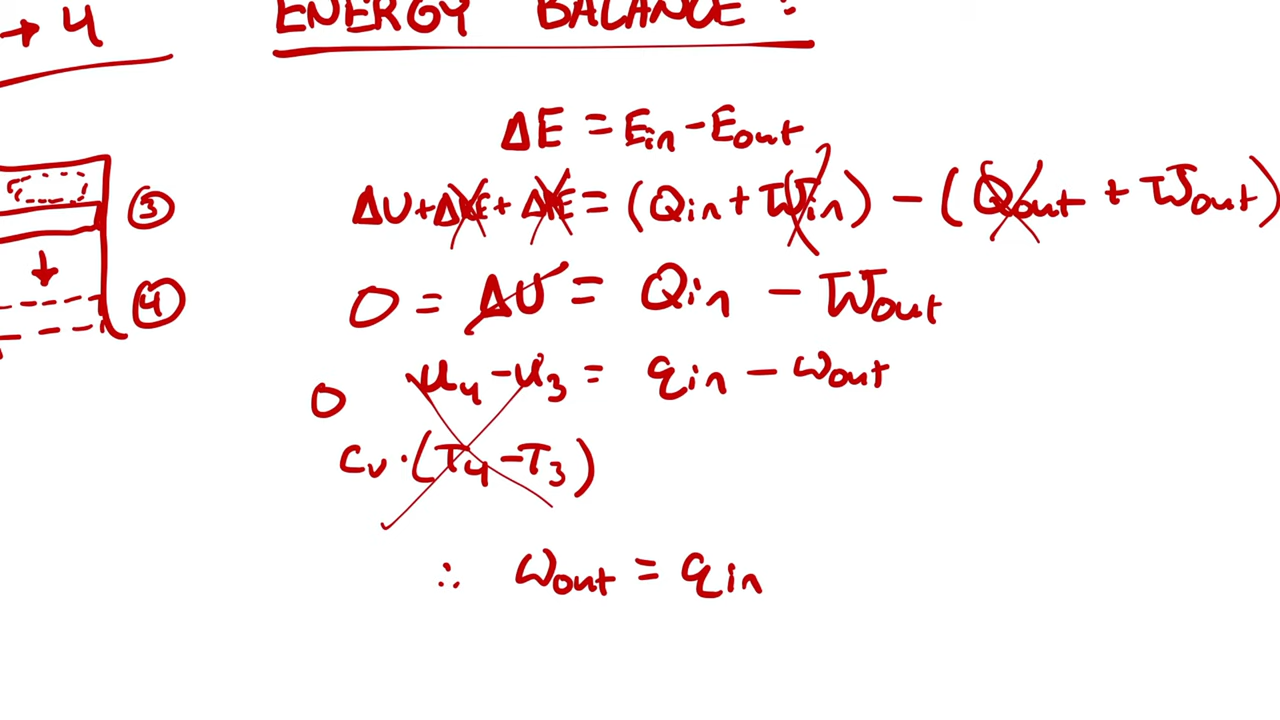 → 4
ENERGY BALANCE:
ΔE = Ein - Eout
ΔU + ΔKE + ΔPE = (Qin + Win) - (Qout + Wout)
0 = ΔU = Qin - Wout
0 u4 - u3 = qin - wout
cv · (T4 - T3)
∴ wout = qin
3
4